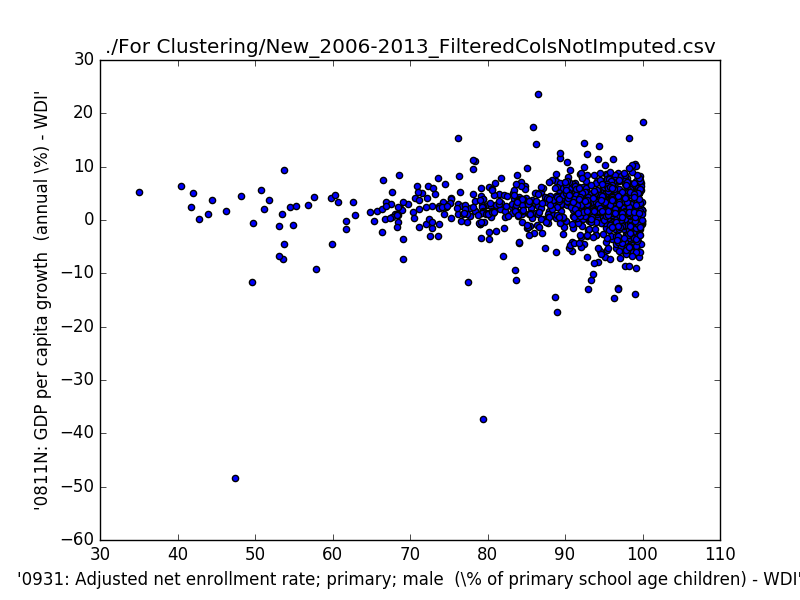 ./For Clustering/New_2006-2013_FilteredColsNotImputed.csv
30
20
10
0
−10
−20
−30
−40
−50
−60
'0811N: GDP per capita growth  (annual \%) - WDI'
30 40 50 60 70 80 90 100 110
'0931: Adjusted net enrollment rate; primary; male  (\% of primary school age children) - WDI'